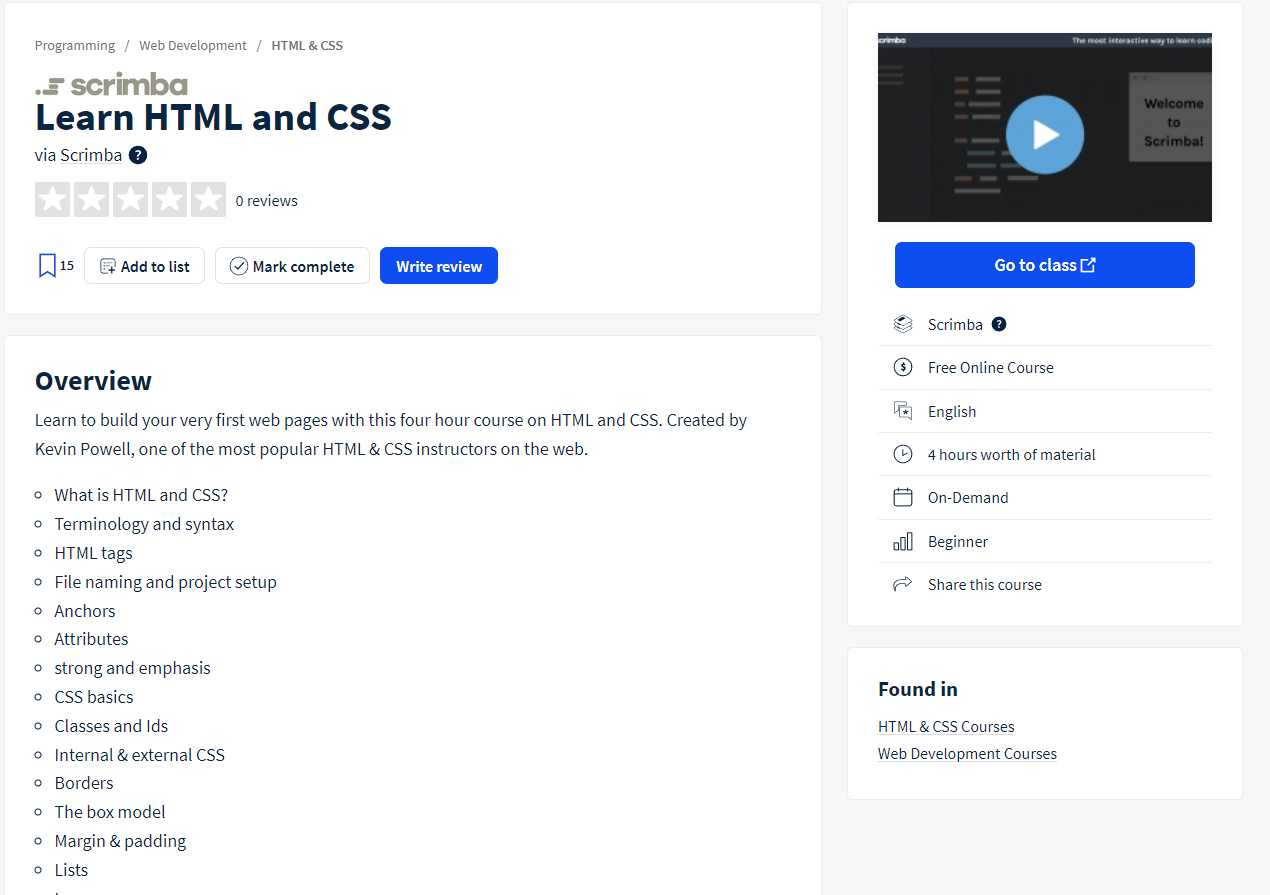 Programming / Web Development / HTML & CSS
scrimba
Learn HTML and CSS
via Scrimba ?
0 reviews
15
Add to list
Mark complete
Write review
Overview
Learn to build your very first web pages with this four hour course on HTML and CSS. Created by
Kevin Powell, one of the most popular HTML & CSS instructors on the web.
What is HTML and CSS?
Terminology and syntax
HTML tags
File naming and project setup
Anchors
Attributes
strong and emphasis
CSS basics
Classes and Ids
Internal & external CSS
Borders
The box model
Margin & padding
Lists
crimba
The most interactive way to learn codi
Welcome
to
Scrimba!
Go to class
Scrimba ?
$ Free Online Course
English
4 hours worth of material
On-Demand
Beginner
Share this course
Found in
HTML & CSS Courses
Web Development Courses